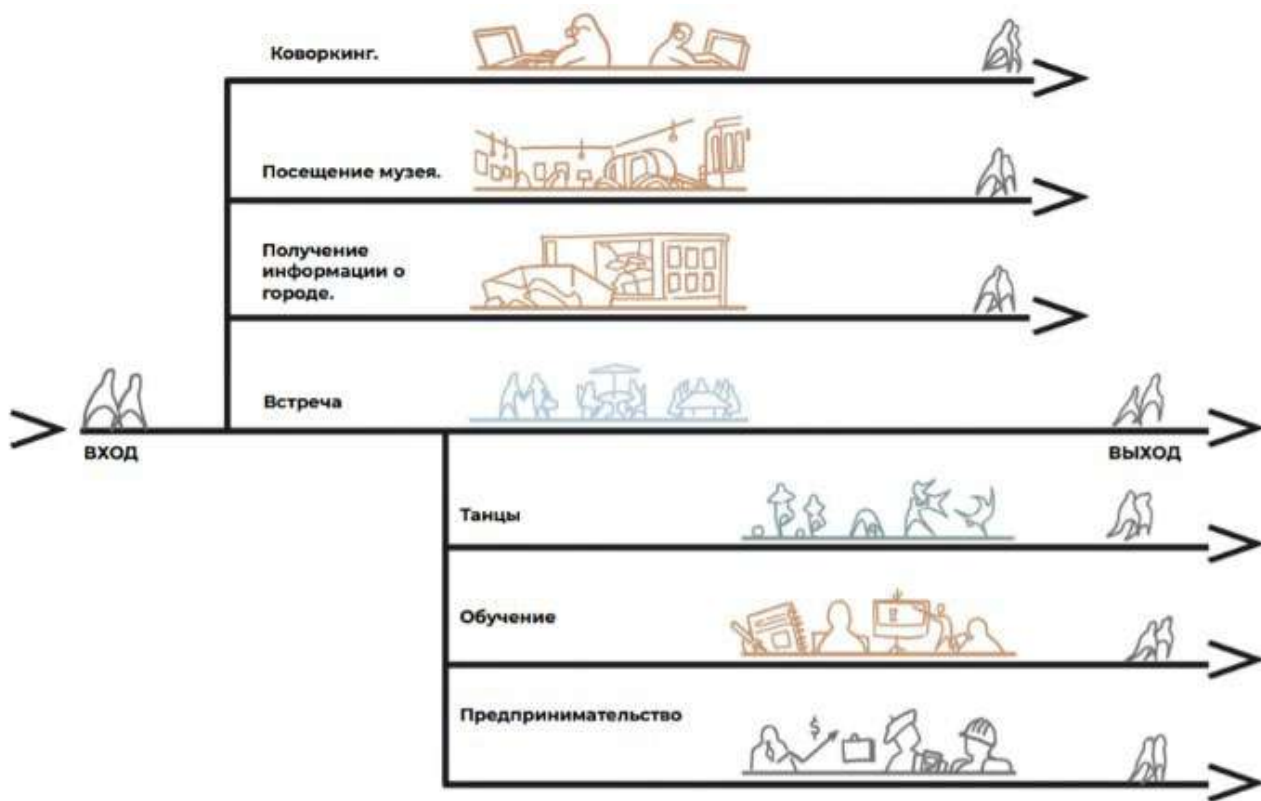 Коворкинг.
Посещение музея.
Получение
информации о
городе.
Встреча
ВХОД
ВЫХОД
Танцы
Обучение
Предпринимательство
$